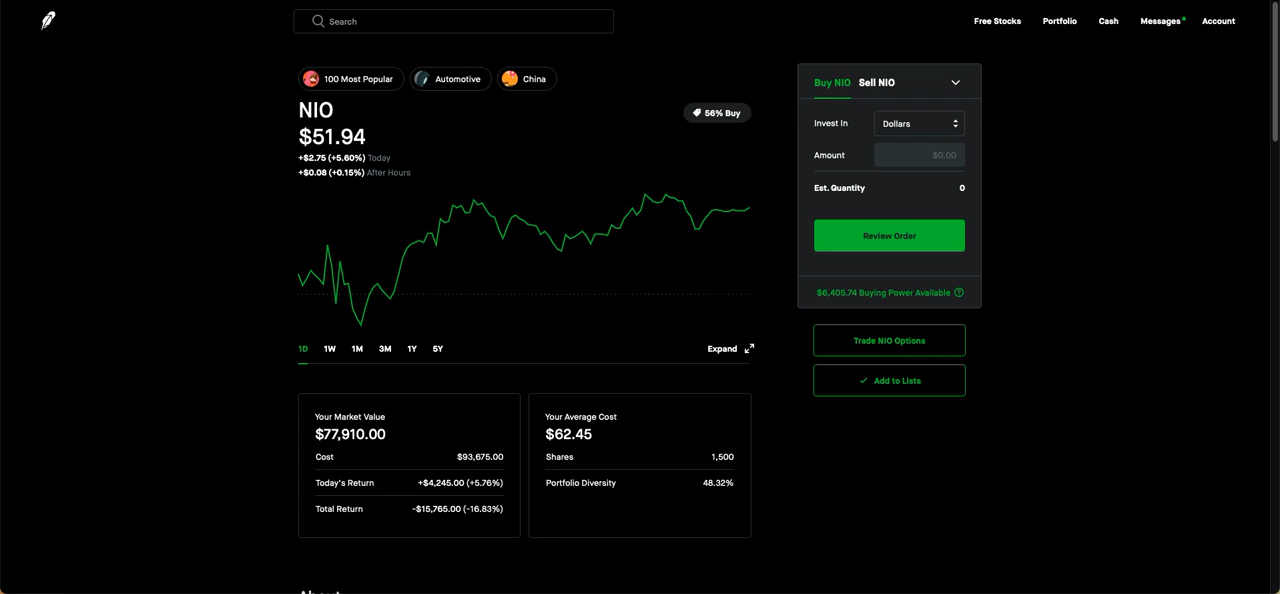 Search
Free Stocks Portfolio Cash Messages Account
100 Most Popular Automotive China
NIO
$51.94
+$2.75 (+5.60%) Today
+$0.08 (+0.15%) After Hours
56% Buy
1D 1W 1M 3M 1Y 5Y
Expand
Your Market Value
$77,910.00
Cost $93,675.00
Today's Return +$4,245.00 (+5.76%)
Total Return -$15,765.00 (-16.83%)
Your Average Cost
$62.45
Shares 1,500
Portfolio Diversity 48.32%
Buy NIO Sell NIO
Invest In Dollars
Amount $0.00
Est. Quantity 0
Review Order
$6,405.74 Buying Power Available ?
Trade NIO Options
Add to Lists
About